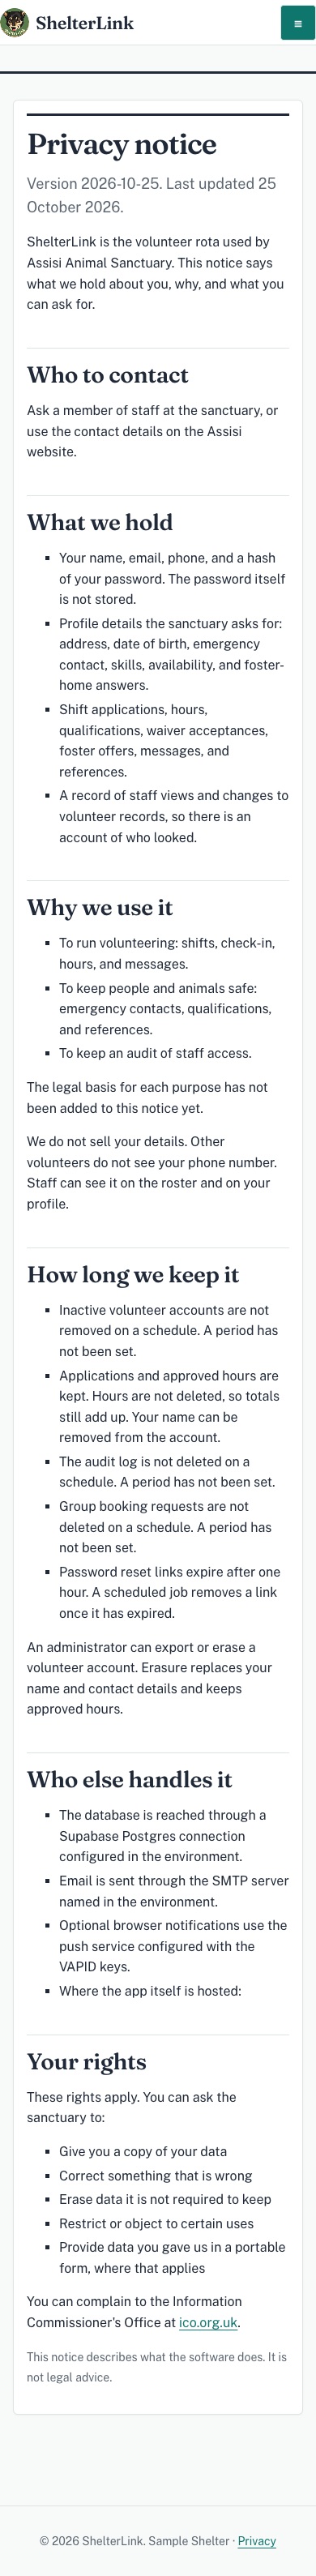 ShelterLink
≡
Privacy notice
Version 2026-10-25. Last updated 25
October 2026.
ShelterLink is the volunteer rota used by
Assisi Animal Sanctuary. This notice says
what we hold about you, why, and what you
can ask for.
Who to contact
Ask a member of staff at the sanctuary, or
use the contact details on the Assisi
website.
What we hold
▪ Your name, email, phone, and a hash
of your password. The password itself
is not stored.
▪ Profile details the sanctuary asks for:
address, date of birth, emergency
contact, skills, availability, and foster-
home answers.
▪ Shift applications, hours,
qualifications, waiver acceptances,
foster offers, messages, and
references.
▪ A record of staff views and changes to
volunteer records, so there is an
account of who looked.
Why we use it
▪ To run volunteering: shifts, check-in,
hours, and messages.
▪ To keep people and animals safe:
emergency contacts, qualifications,
and references.
▪ To keep an audit of staff access.
The legal basis for each purpose has not
been added to this notice yet.
We do not sell your details. Other
volunteers do not see your phone number.
Staff can see it on the roster and on your
profile.
How long we keep it
▪ Inactive volunteer accounts are not
removed on a schedule. A period has
not been set.
▪ Applications and approved hours are
kept. Hours are not deleted, so totals
still add up. Your name can be
removed from the account.
▪ The audit log is not deleted on a
schedule. A period has not been set.
▪ Group booking requests are not
deleted on a schedule. A period has
not been set.
▪ Password reset links expire after one
hour. A scheduled job removes a link
once it has expired.
An administrator can export or erase a
volunteer account. Erasure replaces your
name and contact details and keeps
approved hours.
Who else handles it
▪ The database is reached through a
Supabase Postgres connection
configured in the environment.
▪ Email is sent through the SMTP server
named in the environment.
▪ Optional browser notifications use the
push service configured with the
VAPID keys.
▪ Where the app itself is hosted:
Your rights
These rights apply. You can ask the
sanctuary to:
▪ Give you a copy of your data
▪ Correct something that is wrong
▪ Erase data it is not required to keep
▪ Restrict or object to certain uses
▪ Provide data you gave us in a portable
form, where that applies
You can complain to the Information
Commissioner's Office at ico.org.uk.
This notice describes what the software does. It is
not legal advice.
© 2026 ShelterLink. Sample Shelter · Privacy